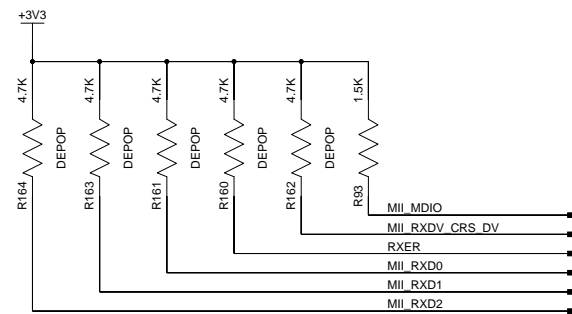 +3V3
4.7K
4.7K
4.7K
4.7K
4.7K
1.5K
DEPOP
DEPOP
DEPOP
DEPOP
DEPOP
R164
R163
R161
R160
R162
R93
MII_MDIO
MII_RXDV_CRS_DV
RXER
MII_RXD0
MII_RXD1
MII_RXD2